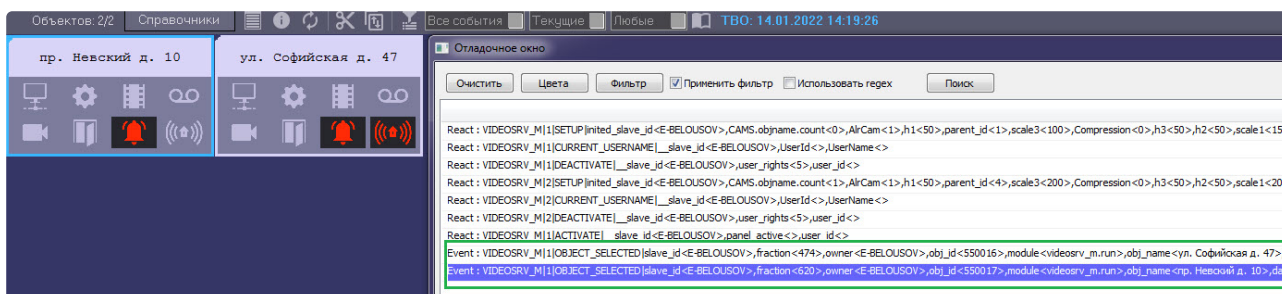 Объектов: 2/2 Справочники Все события Текущие Любые ТВО: 14.01.2022 14:19:26
пр. Невский д. 10 ул. Софийская д. 47
Отладочное окно
Очистить Цвета Фильтр Применить фильтр Использовать regex Поиск
React : VIDEOSRV_M|1|SETUP|inited_slave_id<E-BELOUSOV>,CAMS.objname.count<0>,AlrCam<1>,h1<50>,parent_id<1>,scale3<100>,Compression<0>,h3<50>,h2<50>,scale1<15
React : VIDEOSRV_M|1|CURRENT_USERNAME|__slave_id<E-BELOUSOV>,UserId<>,UserName<>
React : VIDEOSRV_M|1|DEACTIVATE|__slave_id<E-BELOUSOV>,user_rights<5>,user_id<>
React : VIDEOSRV_M|2|SETUP|inited_slave_id<E-BELOUSOV>,CAMS.objname.count<1>,AlrCam<1>,h1<50>,parent_id<4>,scale3<200>,Compression<0>,h3<50>,h2<50>,scale1<20
React : VIDEOSRV_M|2|CURRENT_USERNAME|__slave_id<E-BELOUSOV>,UserId<>,UserName<>
React : VIDEOSRV_M|2|DEACTIVATE|__slave_id<E-BELOUSOV>,user_rights<5>,user_id<>
React : VIDEOSRV_M|1|ACTIVATE|__slave_id<E-BELOUSOV>,panel_active<>,user_id<>
Event : VIDEOSRV_M|1|OBJECT_SELECTED|slave_id<E-BELOUSOV>,fraction<474>,owner<E-BELOUSOV>,obj_id<550016>,module<videosrv_m.run>,obj_name<ул. Софийская д. 47>
Event : VIDEOSRV_M|1|OBJECT_SELECTED|slave_id<E-BELOUSOV>,fraction<620>,owner<E-BELOUSOV>,obj_id<550017>,module<videosrv_m.run>,obj_name<пр. Невский д. 10>,da